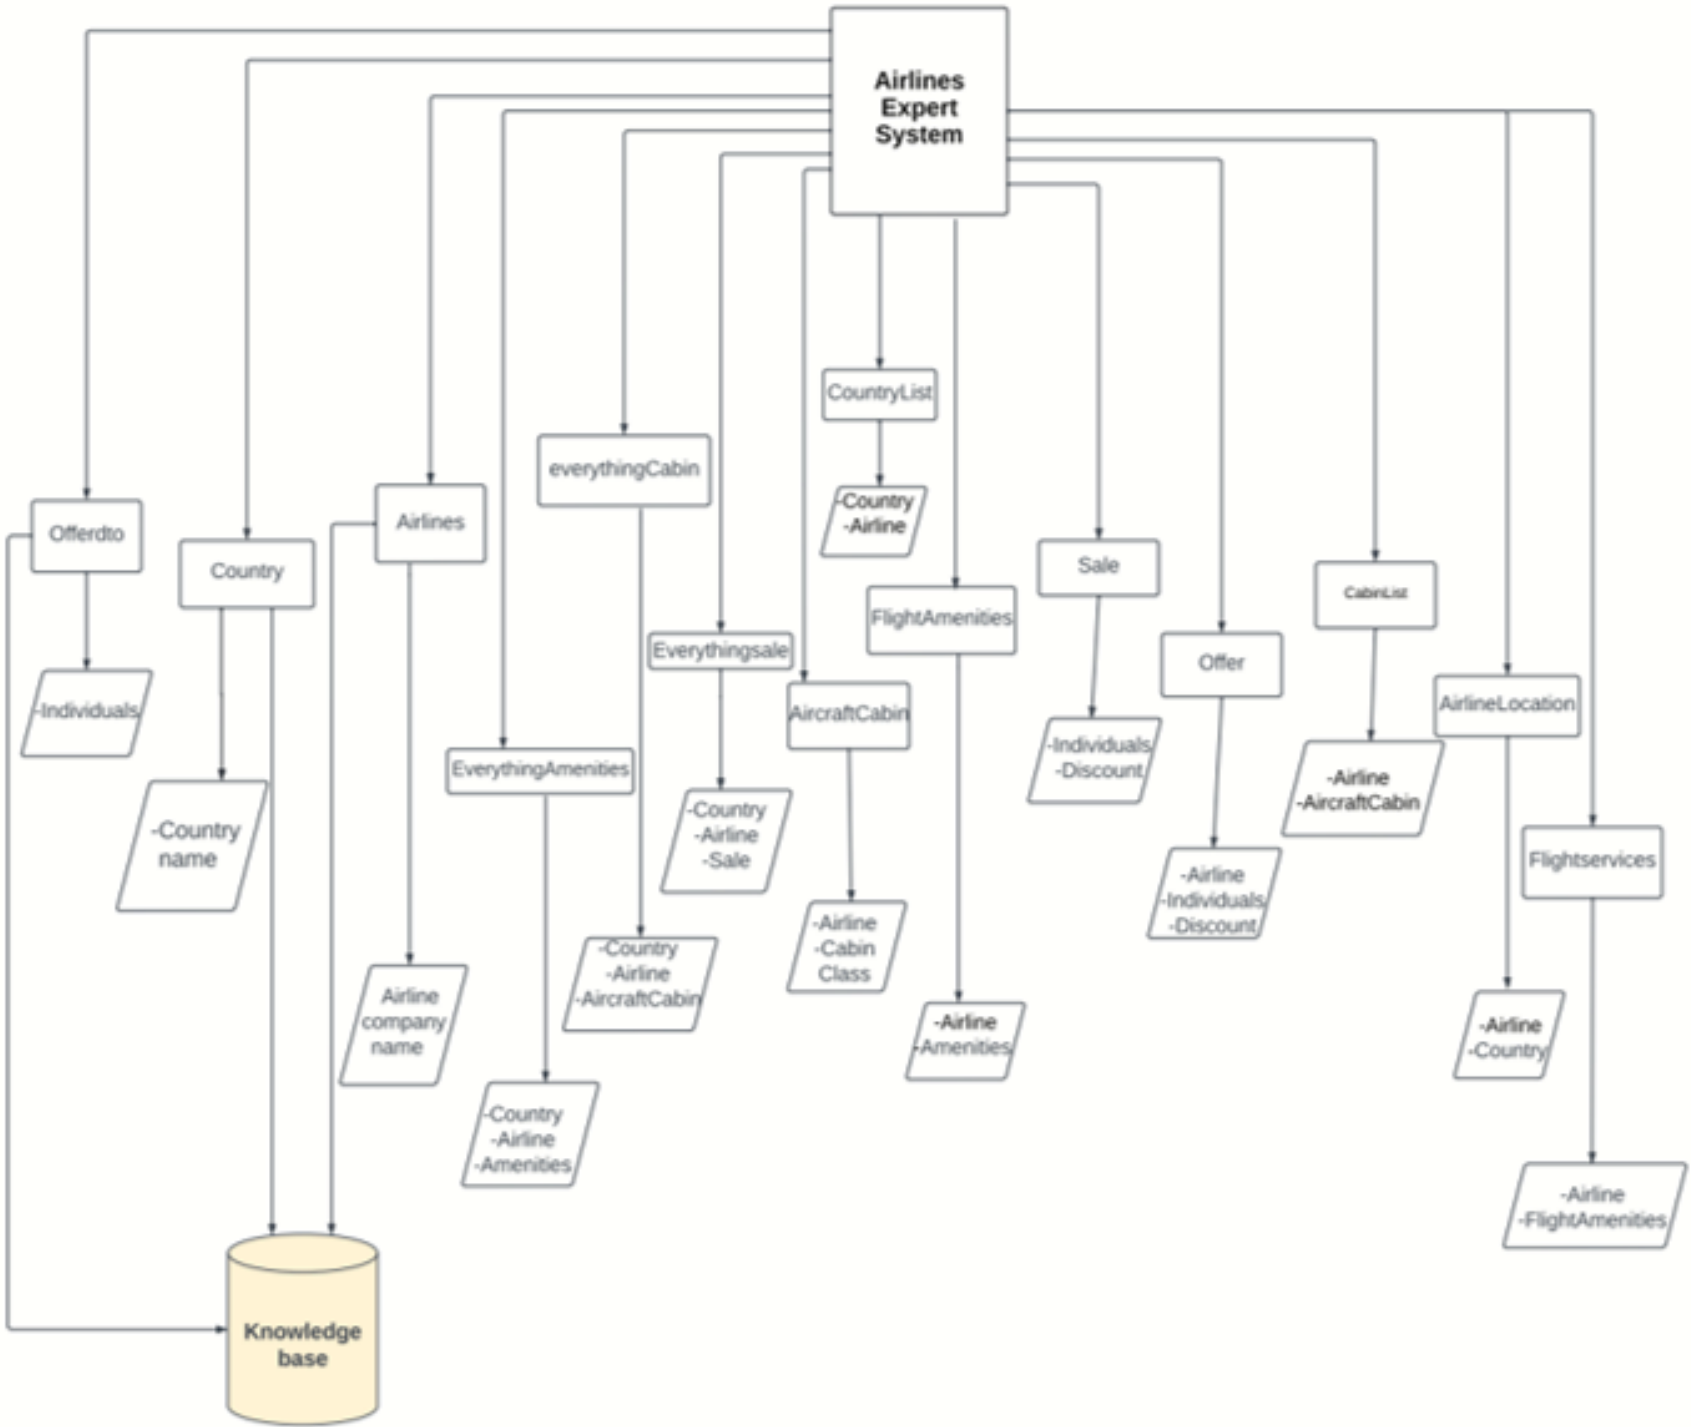 Airlines
Expert
System
CountryList
everythingCabin
-Country
-Airline
Airlines
Offerdto
Country
Sale
CabinList
FlightAmenities
Everythingsale
Offer
-Individuals
AircraftCabin
AirlineLocation
-Individuals
-Discount
EverythingAmenities
-Airline
-AircraftCabin
-Country
name
-Country
-Airline
-Sale
Flightservices
-Airline
-Individuals
-Discount
-Airline
-Cabin
Class
-Country
-Airline
-AircraftCabin
Airline
company
name
-Airline
-Amenities
-Airline
-Country
-Country
-Airline
-Amenities
-Airline
-FlightAmenities
Knowledge
base